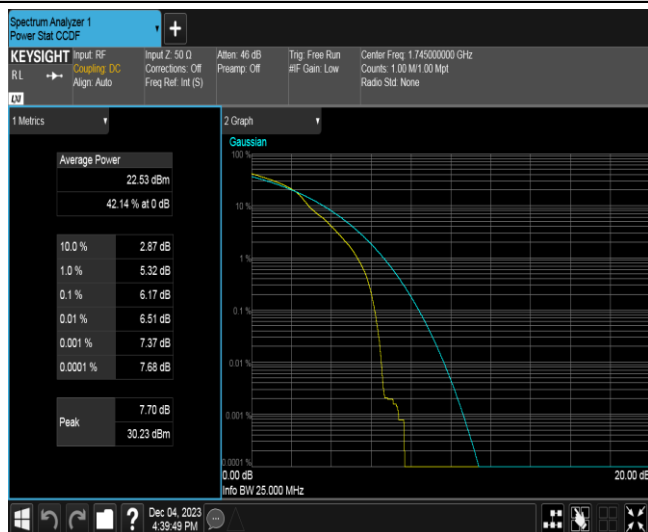 Spectrum Analyzer 1
Power Stat CCDF
+
KEYSIGHT
RL
LXI
Input: RF
Coupling: DC
Align: Auto
Input Z: 50 Ω
Corrections: Off
Freq Ref: Int (S)
Atten: 46 dB
Preamp: Off
Trig: Free Run
#IF Gain: Low
Center Freq: 1.745000000 GHz
Counts: 1.00 M/1.00 Mpt
Radio Std: None
1 Metrics
Average Power
22.53 dBm
42.14 % at 0 dB
10.0 % 2.87 dB
1.0 % 5.32 dB
0.1 % 6.17 dB
0.01 % 6.51 dB
0.001 % 7.37 dB
0.0001 % 7.68 dB
Peak
7.70 dB
30.23 dBm
2 Graph
Gaussian
100 %
10 %
1 %
0.1 %
0.01 %
0.001 %
0.0001 %
0.00 dB 20.00 dB
Info BW 25.000 MHz
?
Dec 04, 2023
4:39:49 PM